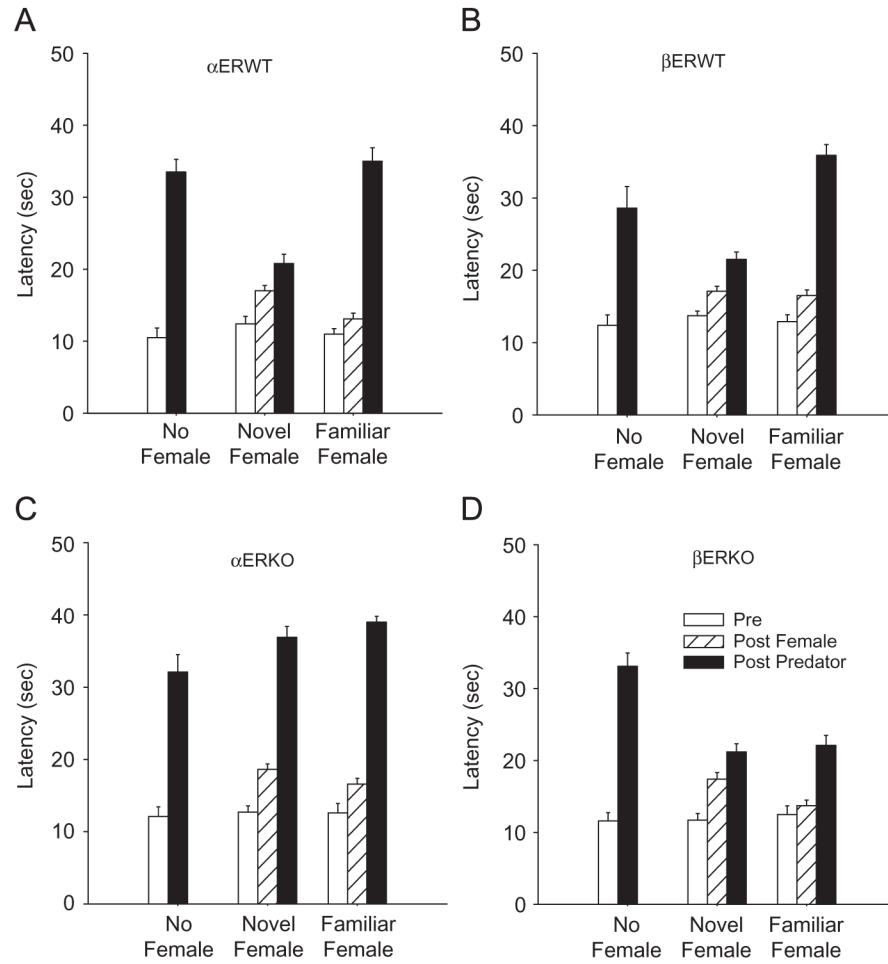 A
αERWT
50
40
30
20
10
0
Latency (sec)
No
Female
Novel
Female
Familiar
Female
B
βERWT
50
40
30
20
10
0
Latency (sec)
No
Female
Novel
Female
Familiar
Female
C
αERKO
50
40
30
20
10
0
Latency (sec)
No
Female
Novel
Female
Familiar
Female
D
βERKO
50
40
30
20
10
0
Latency (sec)
Pre
Post Female
Post Predator
No
Female
Novel
Female
Familiar
Female